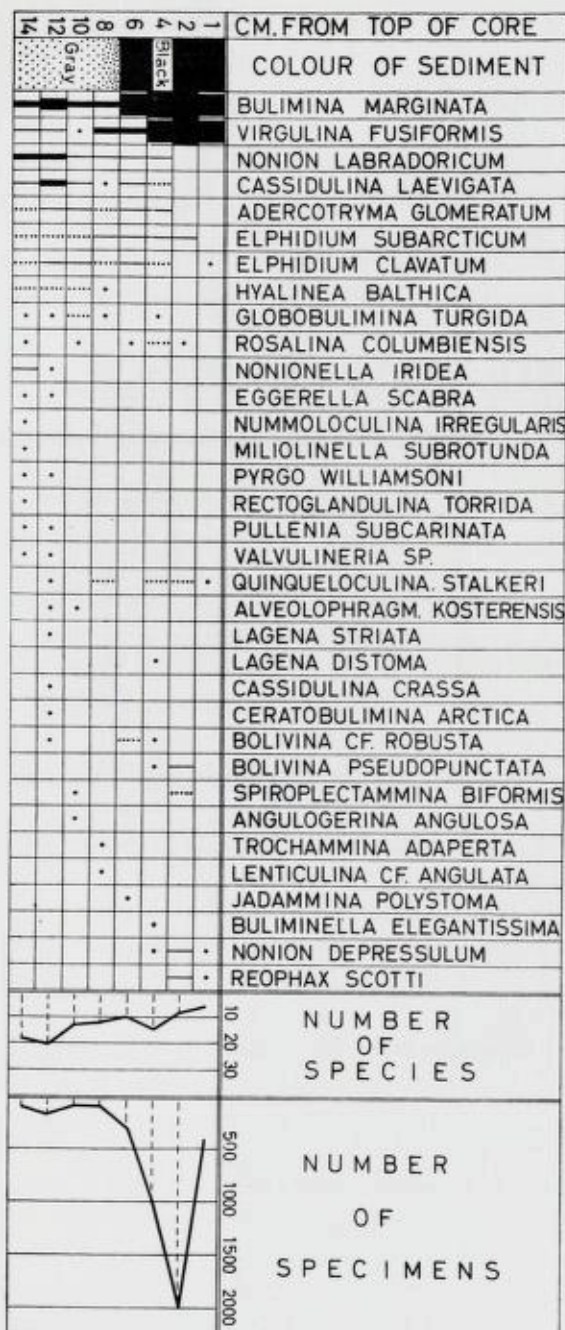 14 12 10 8 6 4 2 1 CM. FROM TOP OF CORE
Gray Black COLOUR OF SEDIMENT
BULIMINA MARGINATA
VIRGULINA FUSIFORMIS
NONION LABRADORICUM
CASSIDULINA LAEVIGATA
ADERCOTRYMA GLOMERATUM
ELPHIDIUM SUBARCTICUM
ELPHIDIUM CLAVATUM
HYALINEA BALTHICA
GLOBOBULIMINA TURGIDA
ROSALINA COLUMBIENSIS
NONIONELLA IRIDEA
EGGERELLA SCABRA
NUMMOLOCULINA IRREGULARIS
MILIOLINELLA SUBROTUNDA
PYRGO WILLIAMSONI
RECTOGLANDULINA TORRIDA
PULLENIA SUBCARINATA
VALVULINERIA SP.
QUINQUELOCULINA. STALKERI
ALVEOLOPHRAGM. KOSTERENSIS
LAGENA STRIATA
LAGENA DISTOMA
CASSIDULINA CRASSA
CERATOBULIMINA ARCTICA
BOLIVINA CF. ROBUSTA
BOLIVINA PSEUDOPUNCTATA
SPIROPLECTAMMINA BIFORMIS
ANGULOGERINA ANGULOSA
TROCHAMMINA ADAPERTA
LENTICULINA CF. ANGULATA
JADAMMINA POLYSTOMA
BULIMINELLA ELEGANTISSIMA
NONION DEPRESSULUM
REOPHAX SCOTTI
10
20
30
NUMBER
OF
SPECIES
500
1000
1500
2000
NUMBER
OF
SPECIMENS